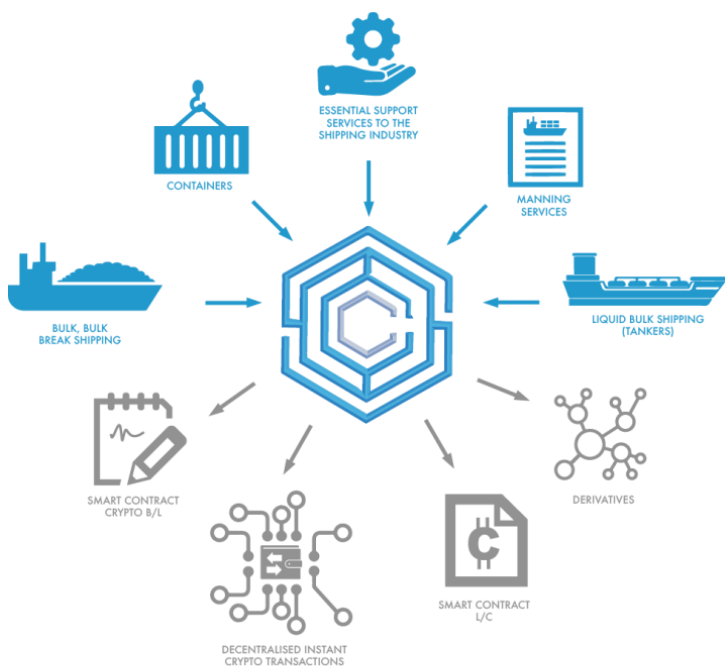 ESSENTIAL SUPPORT
SERVICES TO THE
SHIPPING INDUSTRY
CONTAINERS
MANNING
SERVICES
BULK, BULK
BREAK SHIPPING
LIQUID BULK SHIPPING
(TANKERS)
SMART CONTRACT
CRYPTO B/L
DERIVATIVES
DECENTRALISED INSTANT
CRYPTO TRANSACTIONS
SMART CONTRACT
L/C